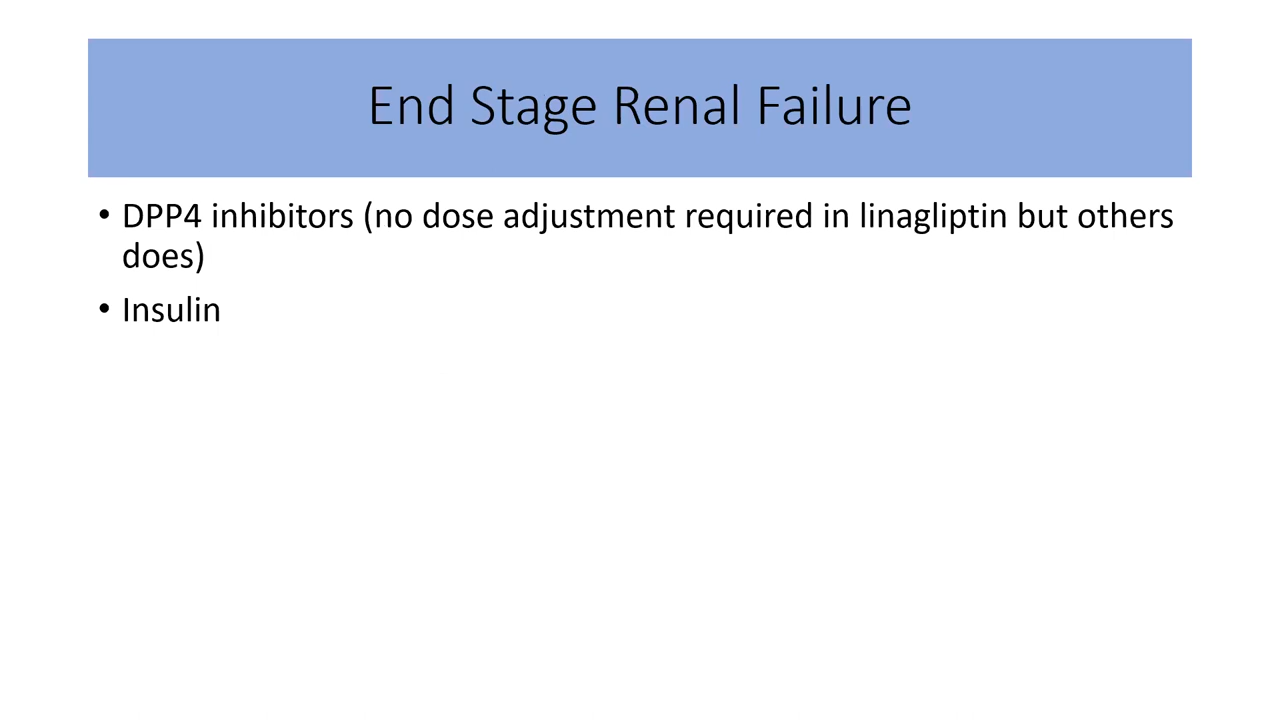 End Stage Renal Failure
• DPP4 inhibitors (no dose adjustment required in linagliptin but others
does)
• Insulin